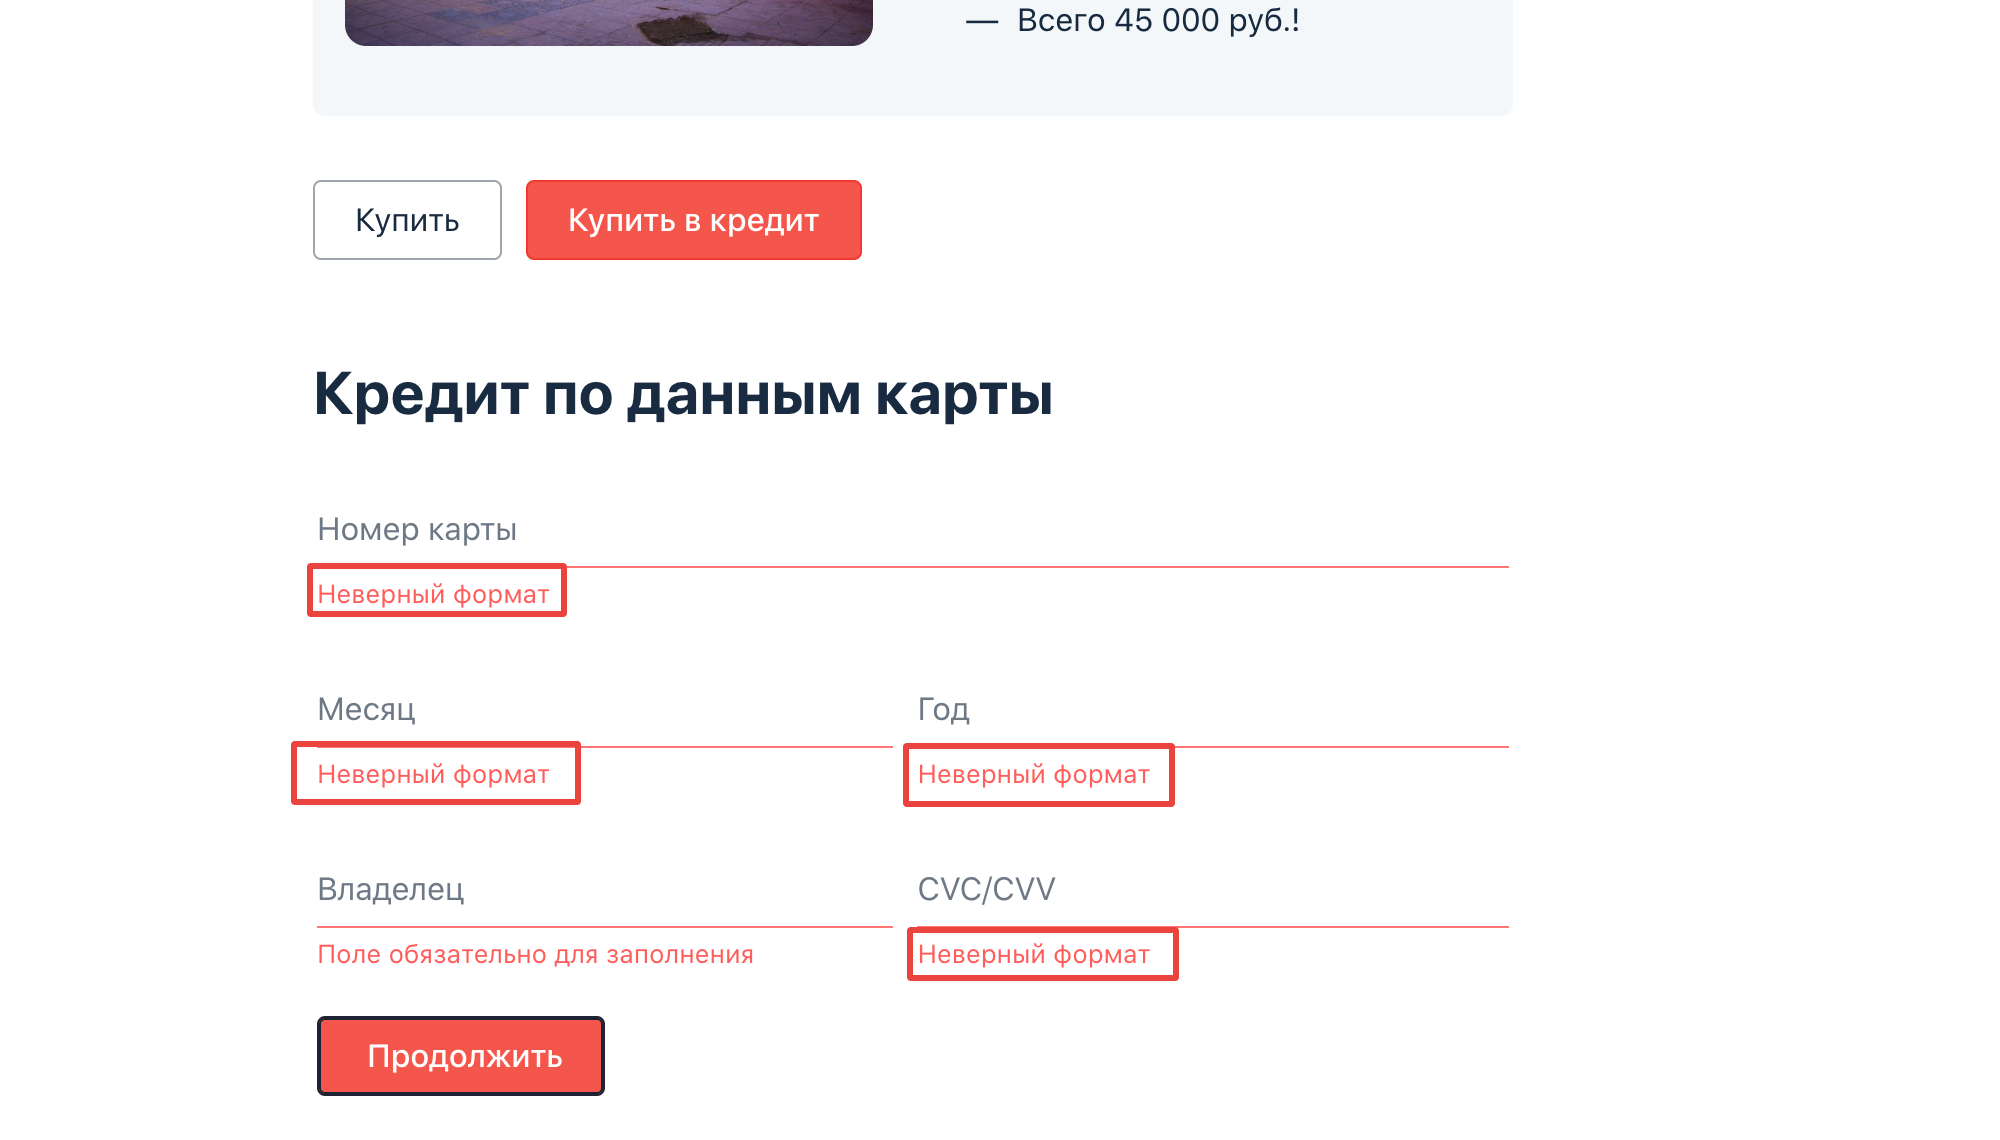 — Всего 45 000 руб.!
Купить
Купить в кредит
Кредит по данным карты
Номер карты
Неверный формат
Месяц
Год
Неверный формат
Неверный формат
Владелец
CVC/CVV
Поле обязательно для заполнения
Неверный формат
Продолжить